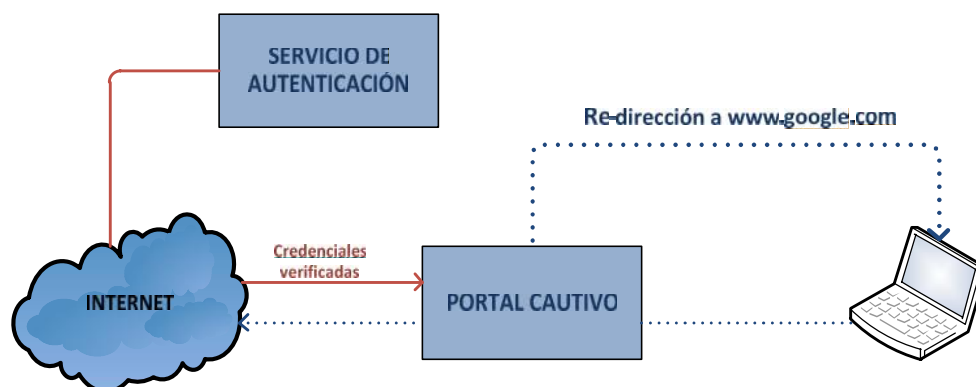 SERVICIO DE
AUTENTICACIÓN
Re-dirección a www.google.com
Credenciales
verificadas
INTERNET
PORTAL CAUTIVO